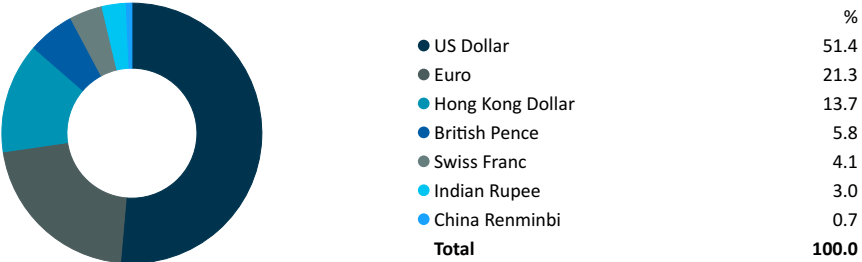 %
US Dollar 51.4
Euro 21.3
Hong Kong Dollar 13.7
British Pence 5.8
Swiss Franc 4.1
Indian Rupee 3.0
China Renminbi 0.7
Total 100.0